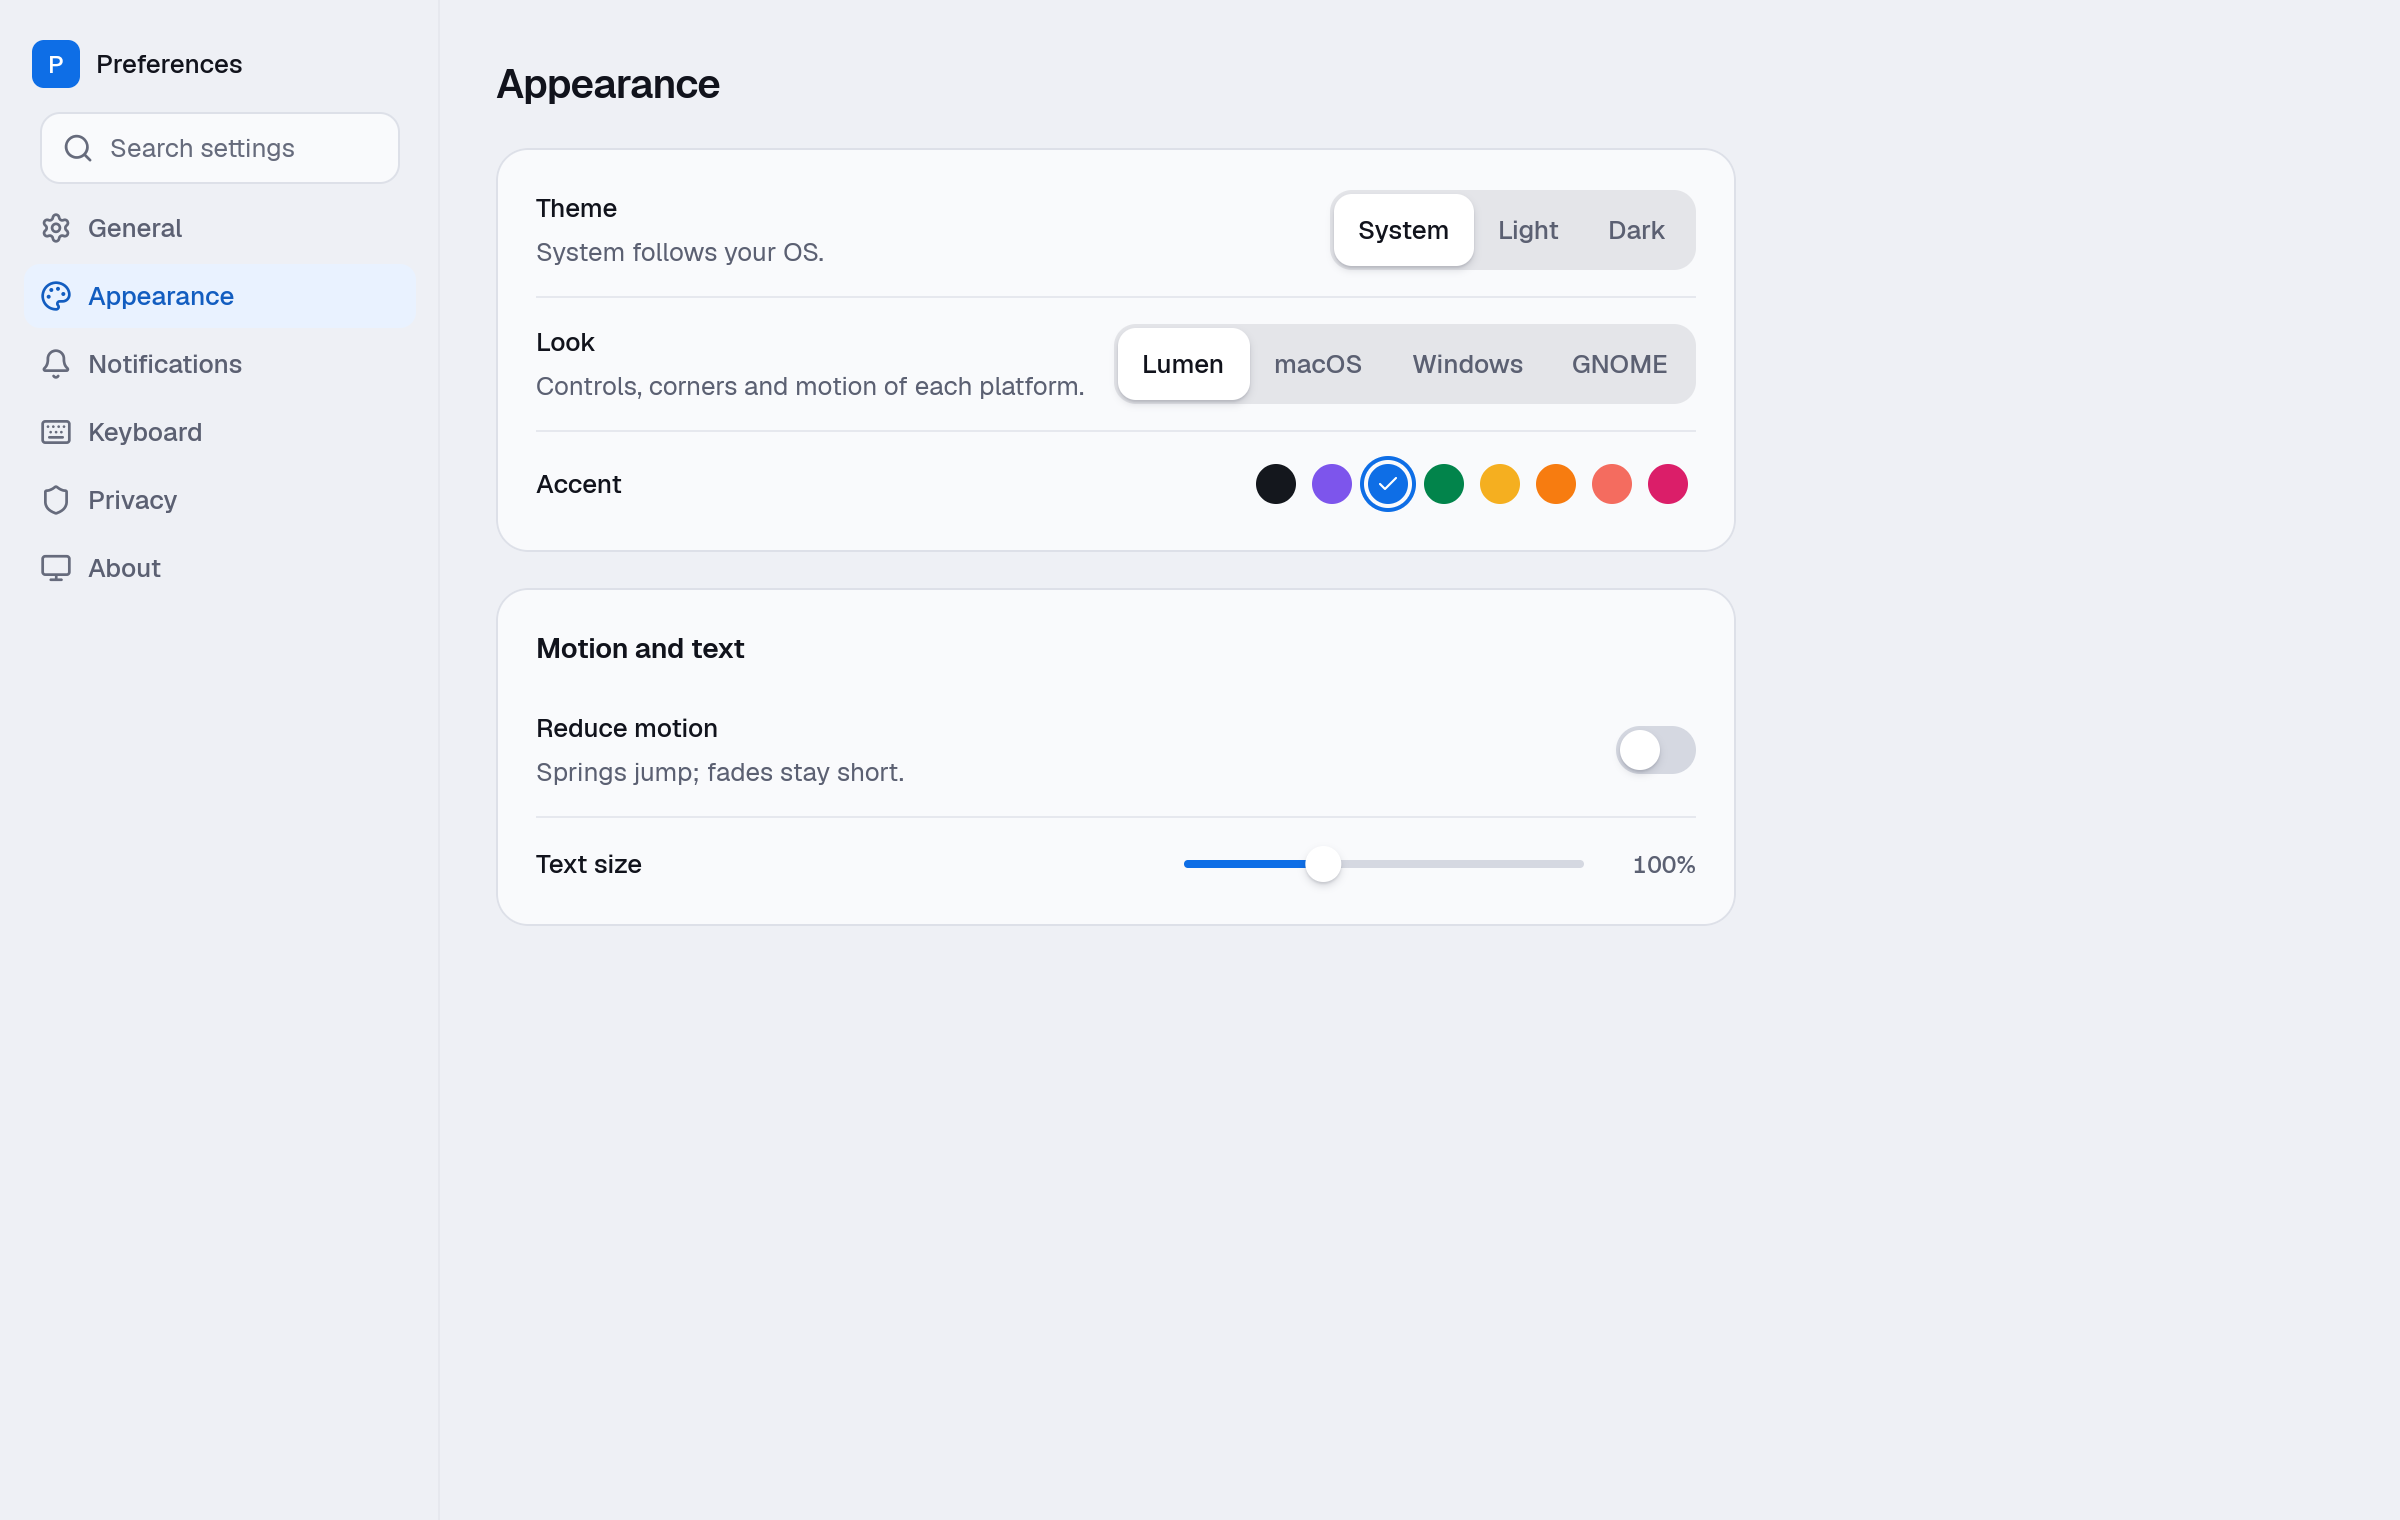 P Preferences
Search settings
General
Appearance
Notifications
Keyboard
Privacy
About
Appearance
Theme
System follows your OS.
System Light Dark
Look
Controls, corners and motion of each platform.
Lumen macOS Windows GNOME
Accent
Motion and text
Reduce motion
Springs jump; fades stay short.
Text size
100%